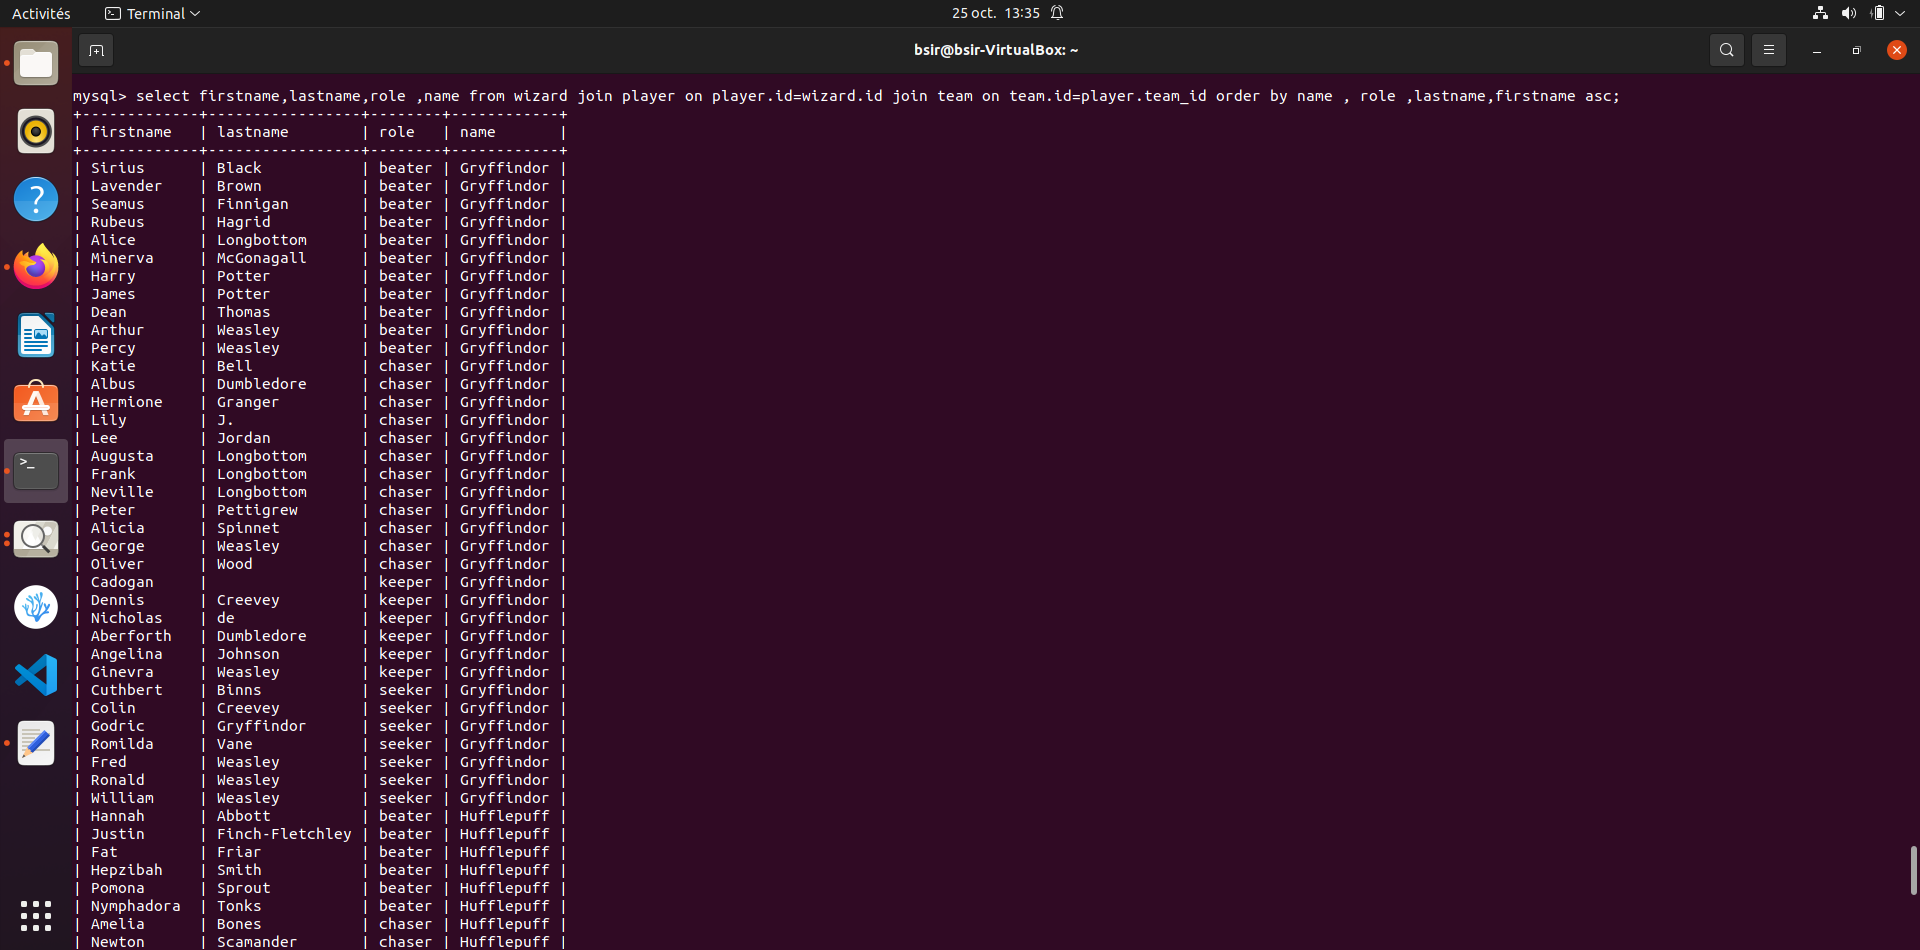 Activités Terminal 25 oct. 13:35
bsir@bsir-VirtualBox: ~
mysql> select firstname,lastname,role ,name from wizard join player on player.id=wizard.id join team on team.id=player.team_id order by name , role ,lastname,firstname asc;
+-------------+-----------------+--------+------------+
| firstname   | lastname        | role   | name       |
+-------------+-----------------+--------+------------+
| Sirius      | Black           | beater | Gryffindor |
| Lavender    | Brown           | beater | Gryffindor |
| Seamus      | Finnigan        | beater | Gryffindor |
| Rubeus      | Hagrid          | beater | Gryffindor |
| Alice       | Longbottom      | beater | Gryffindor |
| Minerva     | McGonagall      | beater | Gryffindor |
| Harry       | Potter          | beater | Gryffindor |
| James       | Potter          | beater | Gryffindor |
| Dean        | Thomas          | beater | Gryffindor |
| Arthur      | Weasley         | beater | Gryffindor |
| Percy       | Weasley         | beater | Gryffindor |
| Katie       | Bell            | chaser | Gryffindor |
| Albus       | Dumbledore      | chaser | Gryffindor |
| Hermione    | Granger         | chaser | Gryffindor |
| Lily        | J.              | chaser | Gryffindor |
| Lee         | Jordan          | chaser | Gryffindor |
| Augusta     | Longbottom      | chaser | Gryffindor |
| Frank       | Longbottom      | chaser | Gryffindor |
| Neville     | Longbottom      | chaser | Gryffindor |
| Peter       | Pettigrew       | chaser | Gryffindor |
| Alicia      | Spinnet         | chaser | Gryffindor |
| George      | Weasley         | chaser | Gryffindor |
| Oliver      | Wood            | chaser | Gryffindor |
| Cadogan     |                 | keeper | Gryffindor |
| Dennis      | Creevey         | keeper | Gryffindor |
| Nicholas    | de              | keeper | Gryffindor |
| Aberforth   | Dumbledore      | keeper | Gryffindor |
| Angelina    | Johnson         | keeper | Gryffindor |
| Ginevra     | Weasley         | keeper | Gryffindor |
| Cuthbert    | Binns           | seeker | Gryffindor |
| Colin       | Creevey         | seeker | Gryffindor |
| Godric      | Gryffindor      | seeker | Gryffindor |
| Romilda     | Vane            | seeker | Gryffindor |
| Fred        | Weasley         | seeker | Gryffindor |
| Ronald      | Weasley         | seeker | Gryffindor |
| William     | Weasley         | seeker | Gryffindor |
| Hannah      | Abbott          | beater | Hufflepuff |
| Justin      | Finch-Fletchley | beater | Hufflepuff |
| Fat         | Friar           | beater | Hufflepuff |
| Hepzibah    | Smith           | beater | Hufflepuff |
| Pomona      | Sprout          | beater | Hufflepuff |
| Nymphadora  | Tonks           | beater | Hufflepuff |
| Amelia      | Bones           | chaser | Hufflepuff |
| Newton      | Scamander       | chaser | Hufflepuff |